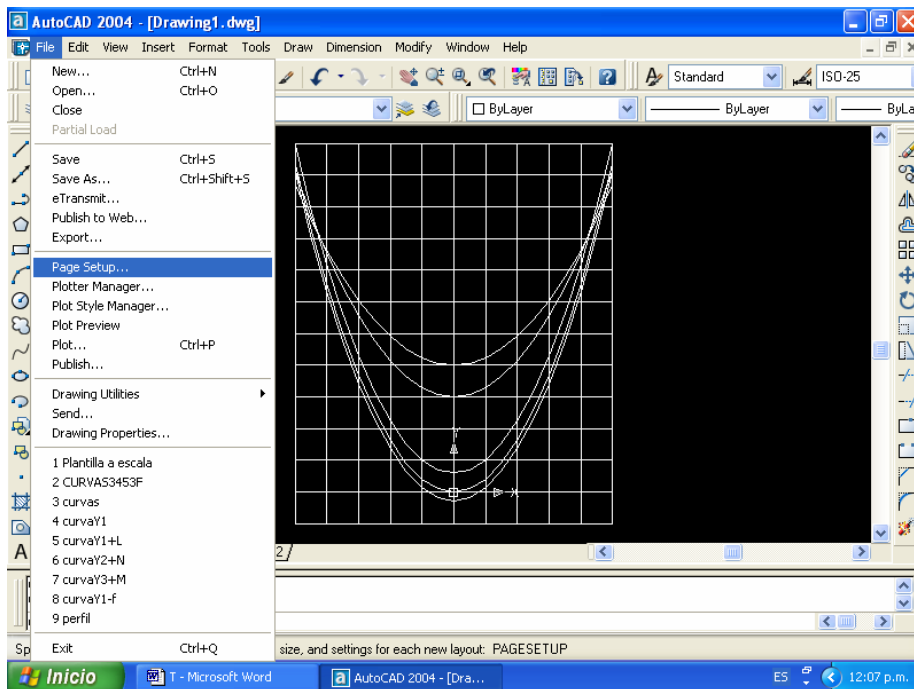 AutoCAD 2004 - [Drawing1.dwg]
File Edit View Insert Format Tools Draw Dimension Modify Window Help
New... Ctrl+N
Open... Ctrl+O
Close
Partial Load
Save Ctrl+S
Save As... Ctrl+Shift+S
eTransmit...
Publish to Web...
Export...
Page Setup...
Plotter Manager...
Plot Style Manager...
Plot Preview
Plot... Ctrl+P
Publish...
Drawing Utilities
Send...
Drawing Properties...
1 Plantilla a escala
2 CURVAS3453F
3 curvas
4 curvaY1
5 curvaY1+L
6 curvaY2+N
7 curvaY3+M
8 curvaY1-f
9 perfil
Exit Ctrl+Q
Standard ISO-25
ByLayer ByLayer ByLa
Y
X
A
2
Sp size, and settings for each new layout: PAGESETUP
Inicio T - Microsoft Word AutoCAD 2004 - [Dra... ES 12:07 p.m.